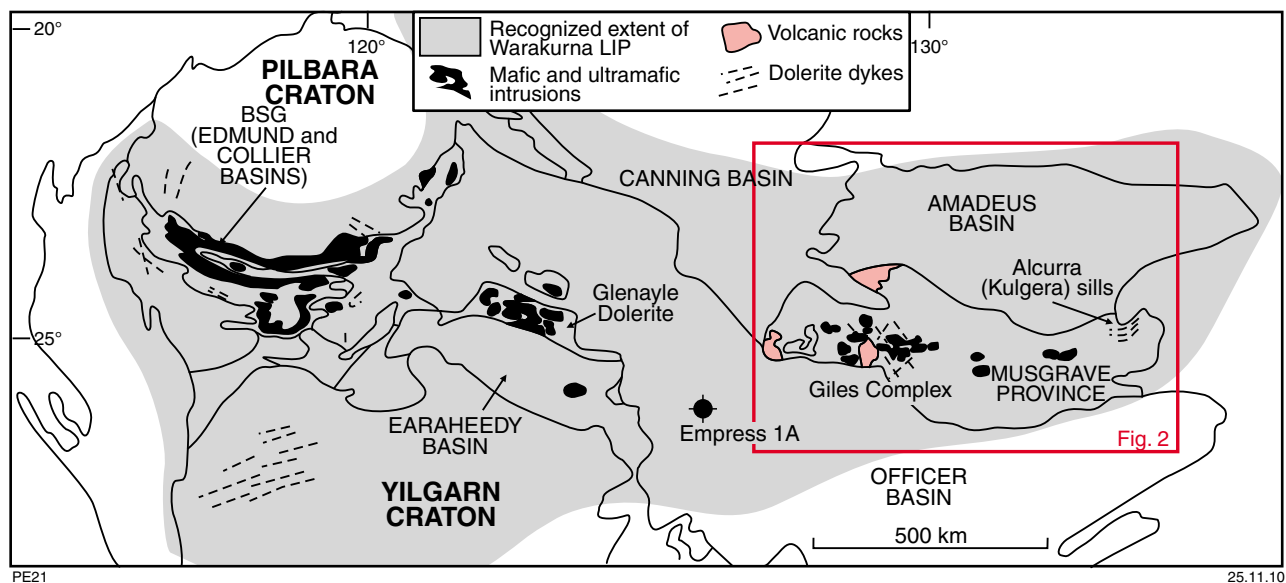 20°
120°
130°
Recognized extent of
Warakurna LIP
Mafic and ultramafic
intrusions
Volcanic rocks
Dolerite dykes
PILBARA
CRATON
BSG
(EDMUND and
COLLIER
BASINS)
CANNING BASIN
AMADEUS
BASIN
Alcurra
(Kulgera) sills
Glenayle
Dolerite
25°
Giles Complex
MUSGRAVE
PROVINCE
EARAHEEDY
BASIN
Empress 1A
Fig. 2
YILGARN
CRATON
OFFICER
BASIN
500 km
PE21
25.11.10